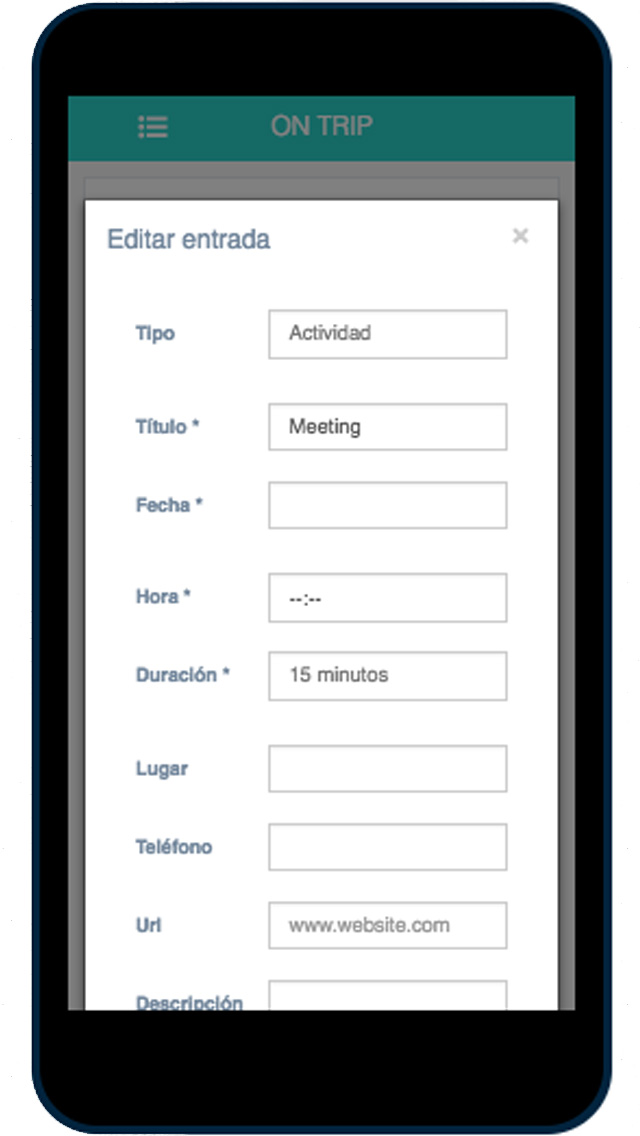 ON TRIP
Editar entrada ×
Tipo Actividad
Título * Meeting
Fecha *
Hora * --:--
Duración * 15 minutos
Lugar
Teléfono
Url www.website.com
Descripción